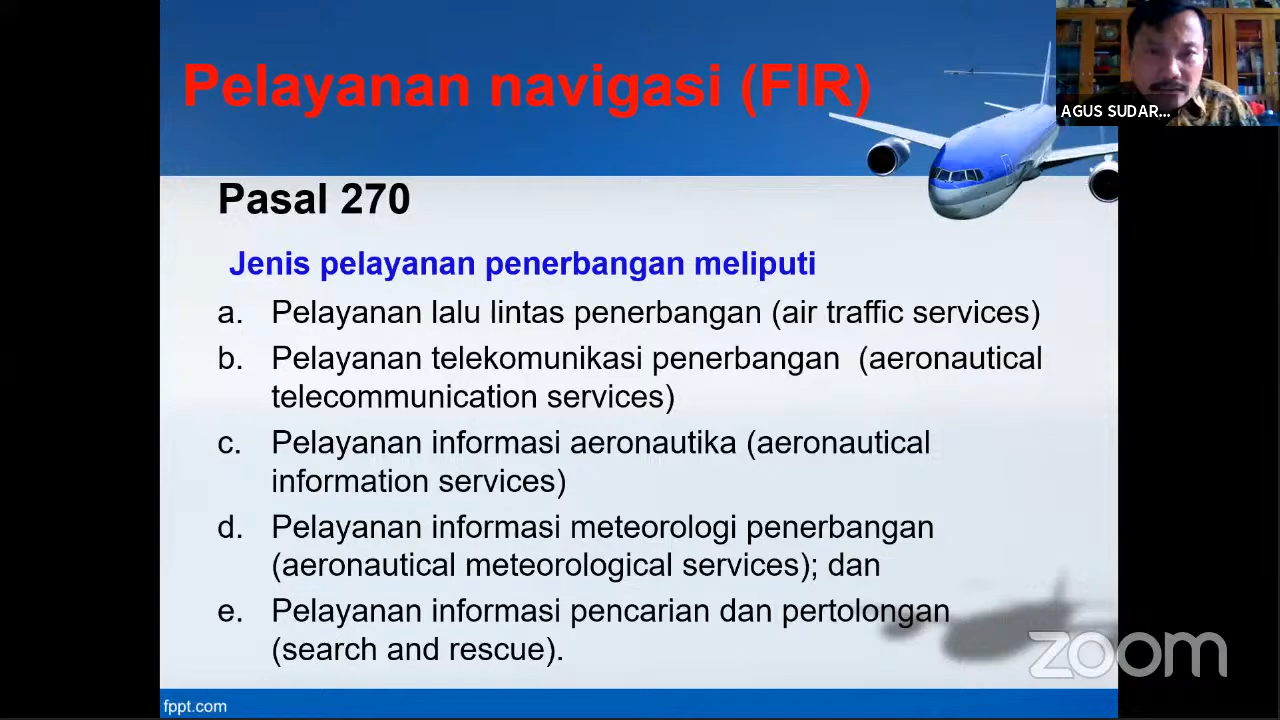 Pelayanan navigasi (FIR)
AGUS SUDAR...
Pasal 270
Jenis pelayanan penerbangan meliputi
a. Pelayanan lalu lintas penerbangan (air traffic services)
b. Pelayanan telekomunikasi penerbangan (aeronautical
telecommunication services)
c. Pelayanan informasi aeronautika (aeronautical
information services)
d. Pelayanan informasi meteorologi penerbangan
(aeronautical meteorological services); dan
e. Pelayanan informasi pencarian dan pertolongan
(search and rescue).
zoom
fppt.com